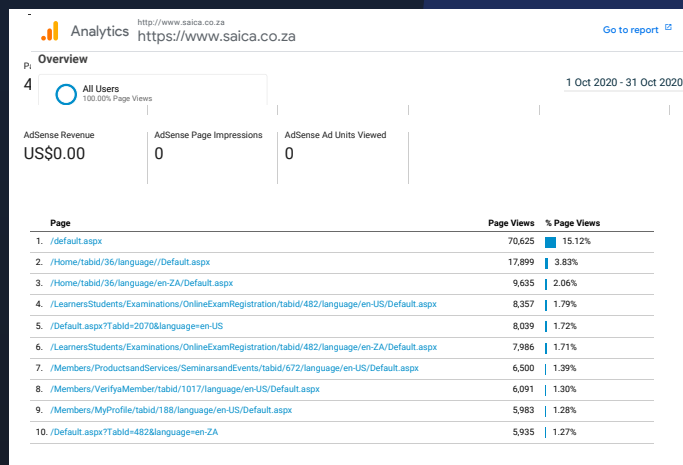 Analytics
http://www.saica.co.za
https://www.saica.co.za
Go to report
Overview
All Users
100.00% Page Views
1 Oct 2020 - 31 Oct 2020
AdSense Revenue
US$0.00
AdSense Page Impressions
0
AdSense Ad Units Viewed
0
Page Page Views % Page Views
1. /default.aspx 70,625 15.12%
2. /Home/tabid/36/language//Default.aspx 17,899 3.83%
3. /Home/tabid/36/language/en-ZA/Default.aspx 9,635 2.06%
4. /LearnersStudents/Examinations/OnlineExamRegistration/tabid/482/language/en-US/Default.aspx 8,357 1.79%
5. /Default.aspx?TabId=2070&language=en-US 8,039 1.72%
6. /LearnersStudents/Examinations/OnlineExamRegistration/tabid/482/language/en-ZA/Default.aspx 7,986 1.71%
7. /Members/ProductsandServices/SeminarsandEvents/tabid/672/language/en-US/Default.aspx 6,500 1.39%
8. /Members/VerifyaMember/tabid/1017/language/en-US/Default.aspx 6,091 1.30%
9. /Members/MyProfile/tabid/188/language/en-US/Default.aspx 5,983 1.28%
10. /Default.aspx?TabId=482&language=en-ZA 5,935 1.27%